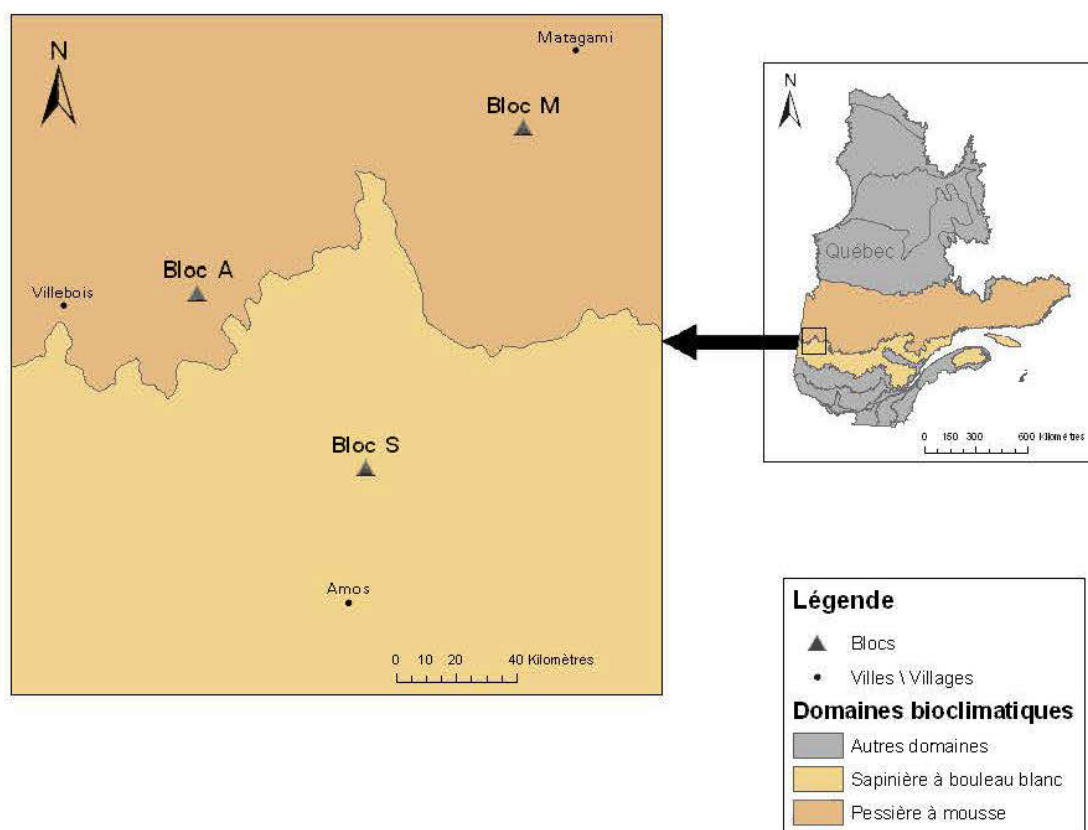 N
Matagami
Bloc M
Bloc A
Villebois
Bloc S
Amos
0 10 20 40 Kilomètres
N
Québec
0 150 300 600 Kilomètres
Légende
Blocs
Villes \ Villages
Domaines bioclimatiques
Autres domaines
Sapinière à bouleau blanc
Pessière à mousse